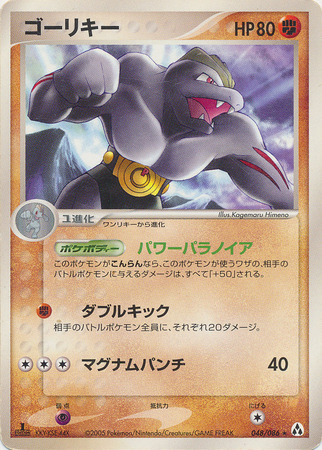 ゴーリキー HP80
Illus.Kagemaru Himeno
1進化
ワンリキーから進化
ポケボディー パワーパラノイア
このポケモンがこんらんなら、このポケモンが使うワザの、相手の
バトルポケモンに与えるダメージは、すべて「+50」される。
ダブルキック
相手のバトルポケモン全員に、それぞれ20ダメージ。
マグナムパンチ 40
弱点 抵抗力 にげる
©2005 Pokémon/Nintendo/Creatures/GAME FREAK
048/086 ★